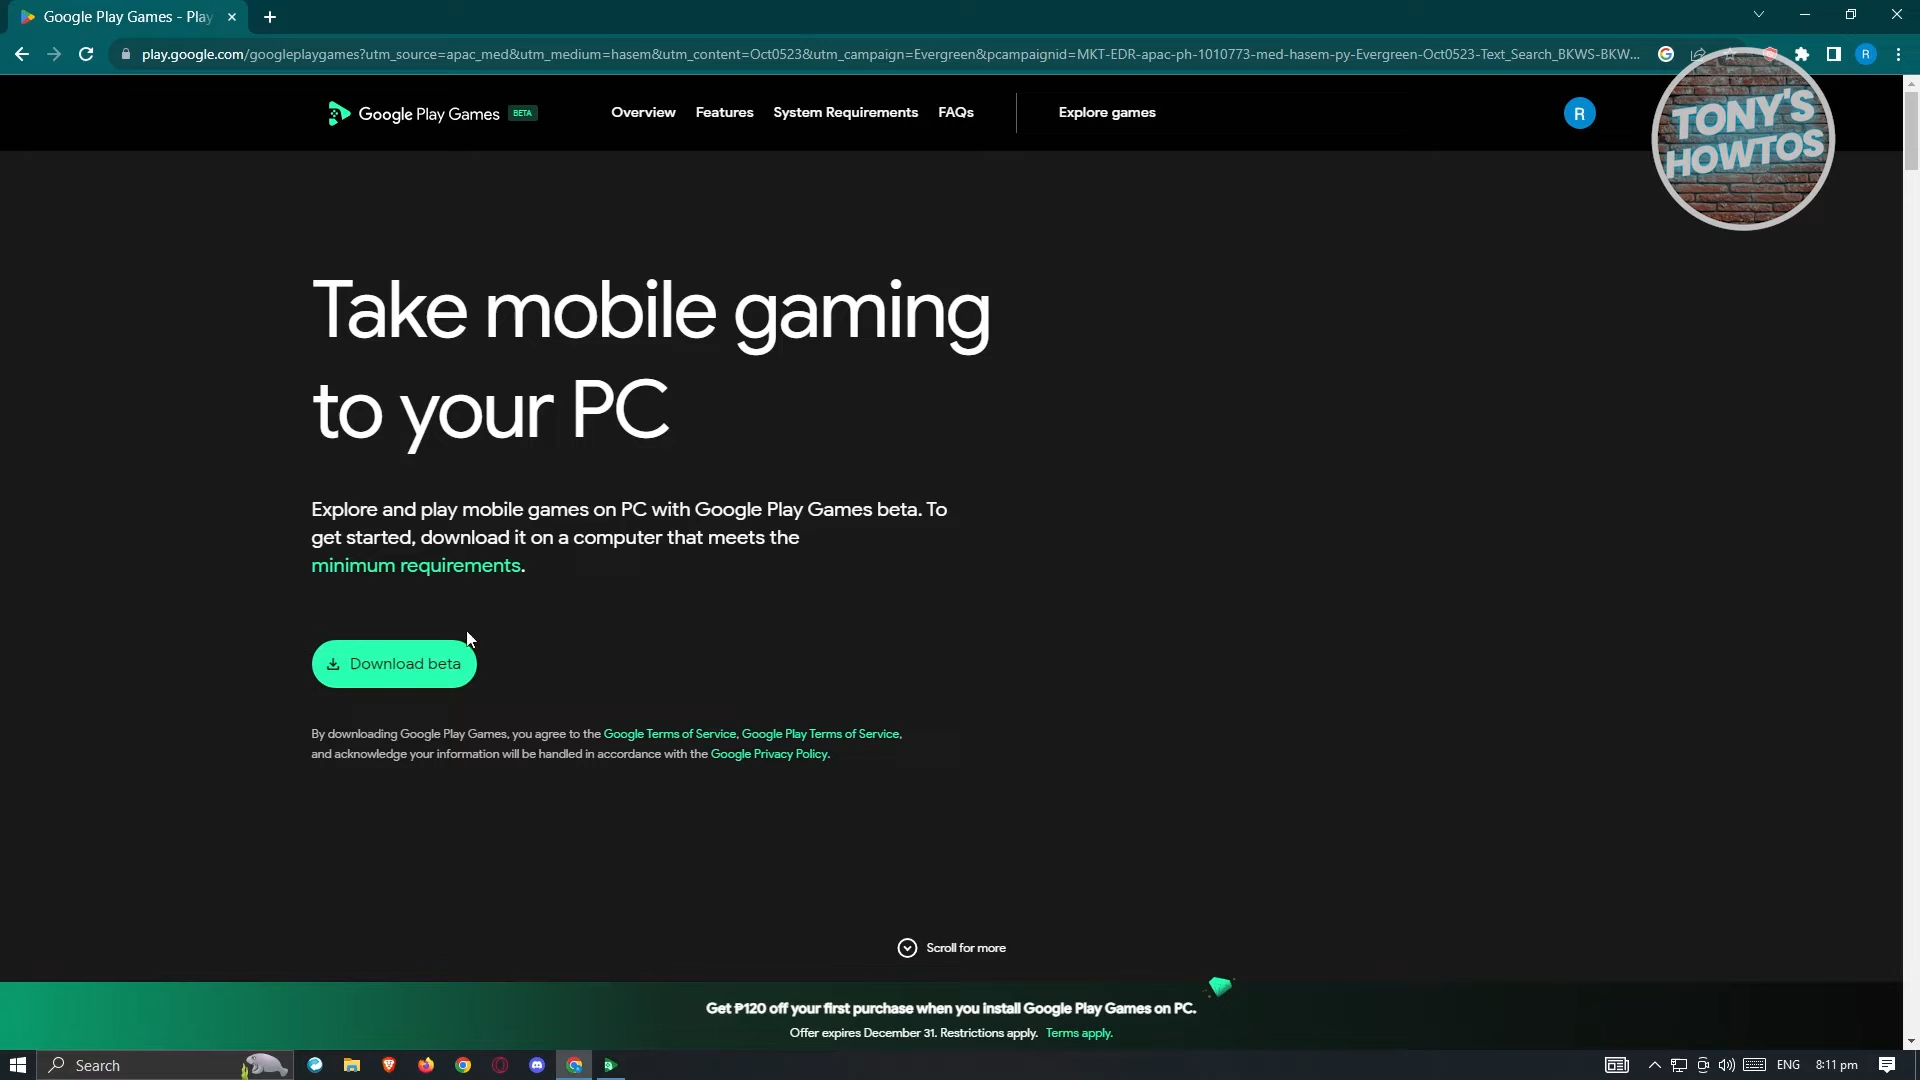 Google Play Games - Play
play.google.com/googleplaygames?utm_source=apac_med&utm_medium=hasem&utm_content=Oct0523&utm_campaign=Evergreen&pcampaignid=MKT-EDR-apac-ph-1010773-med-hasem-py-Evergreen-Oct0523-Text_Search_BKWS-BKW...
R
Google Play Games BETA
Overview
Features
System Requirements
FAQs
Explore games
R
TONY'S
HOWTOS
Take mobile gaming
to your PC
Explore and play mobile games on PC with Google Play Games beta. To
get started, download it on a computer that meets the
minimum requirements.
Download beta
By downloading Google Play Games, you agree to the Google Terms of Service, Google Play Terms of Service,
and acknowledge your information will be handled in accordance with the Google Privacy Policy.
Scroll for more
Get ₱120 off your first purchase when you install Google Play Games on PC.
Offer expires December 31. Restrictions apply. Terms apply.
Search
ENG
8:11 pm